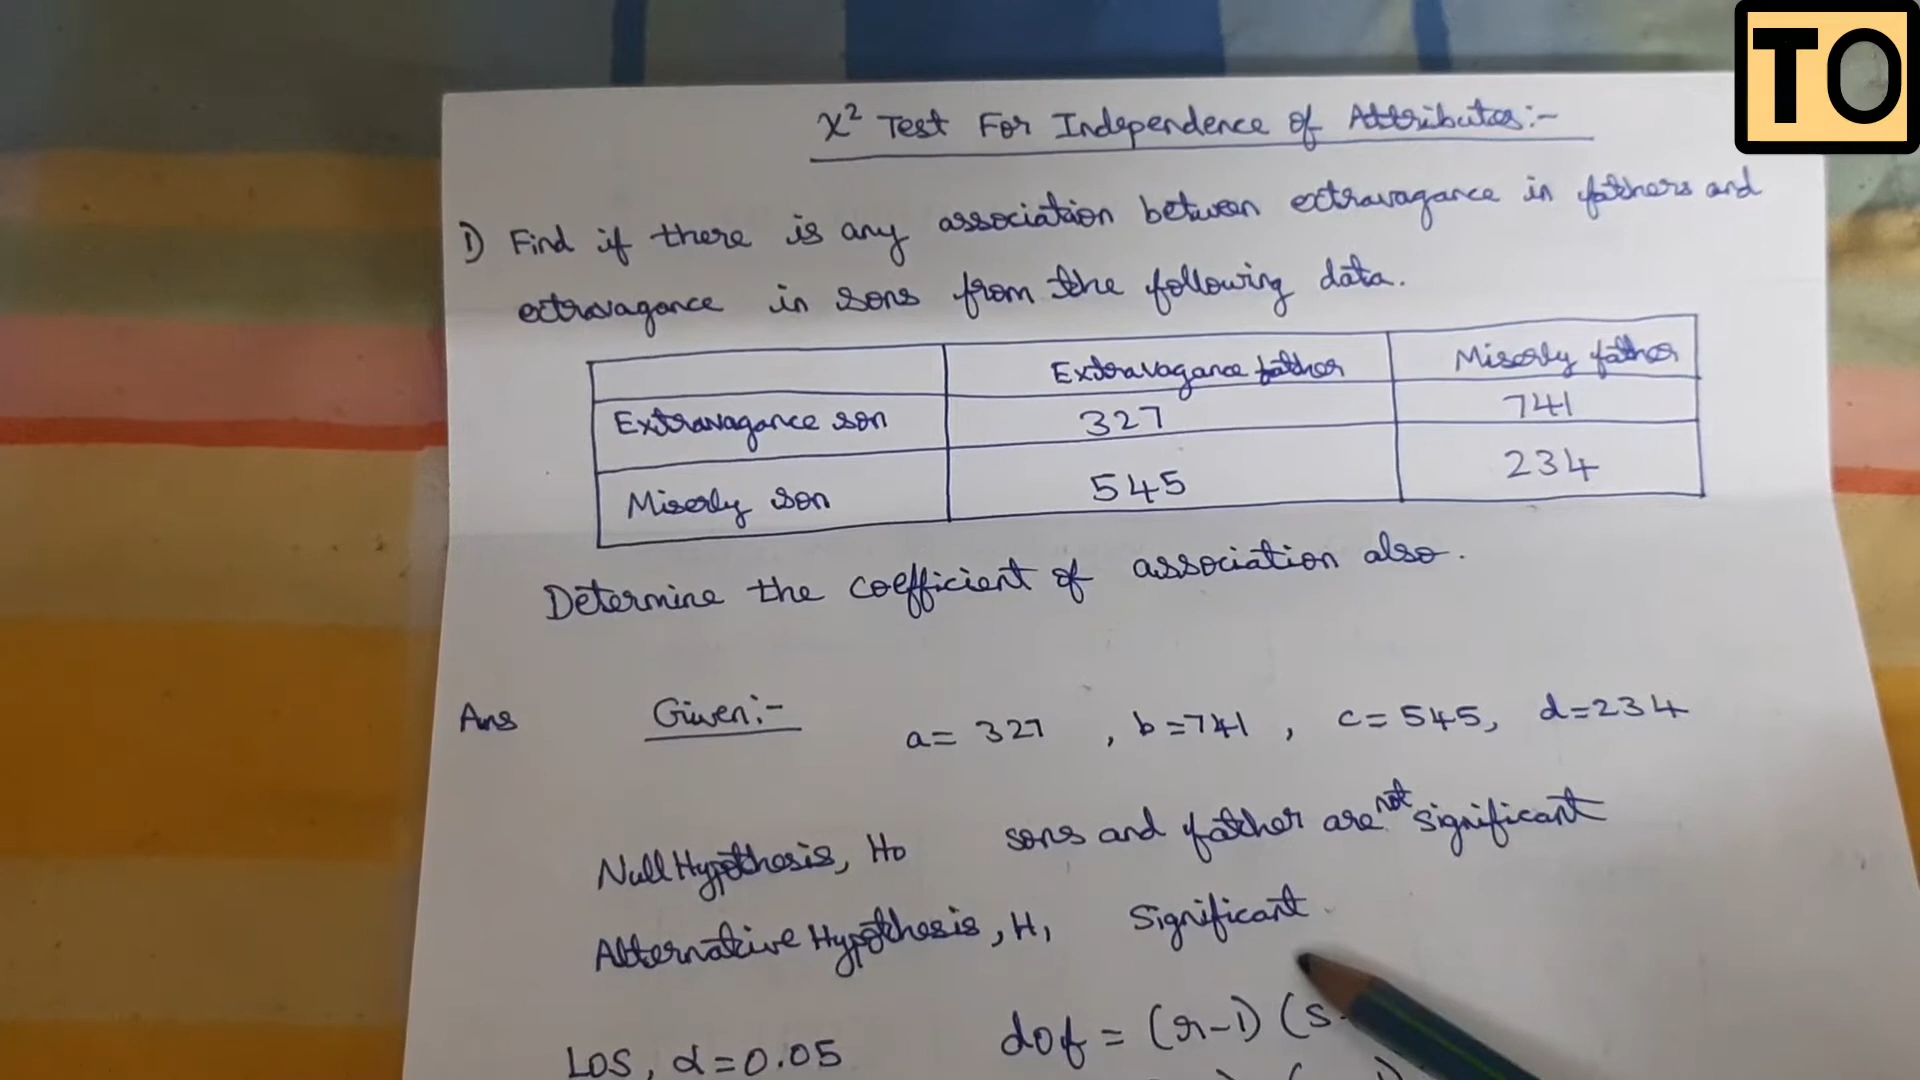 TO
χ² Test For Independence of Attributes:-
1) Find if there is any association between extravagance in fathers and
extravagance in sons from the following data.
Extravagance father Miserly father
Extravagance son 327 741
Miserly son 545 234
Determine the coefficient of association also.
Ans Given:- a= 327 , b=741 , c=545, d=234
Null Hypothesis, H0 sons and father are not significant
Alternative Hypothesis, H1 Significant
LOS, α=0.05 dof = (r-1) (s-